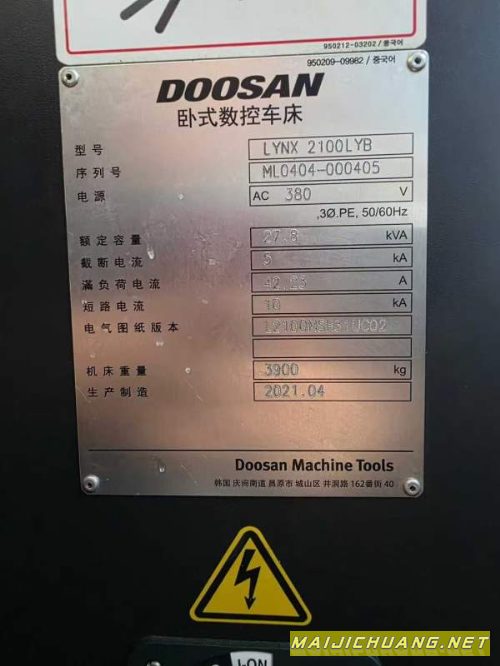 950212-03202 / 중국어
950209-09982 / 중국어
DOOSAN
卧式数控车床
型号 LYNX 2100LYB
序列号 ML0404-000405
电源 AC 380 V
,3Ø.PE, 50/60Hz
额定容量 27.8 kVA
截断电流 5 kA
满负荷电流 A
短路电流 10 kA
电气图纸版本
机床重量 3900 kg
生产制造 2021.04
Doosan Machine Tools
韩国 庆尚南道 昌原市 城山区 井洞路 162番街 40
I-ON
MAIJICHUANG.NET